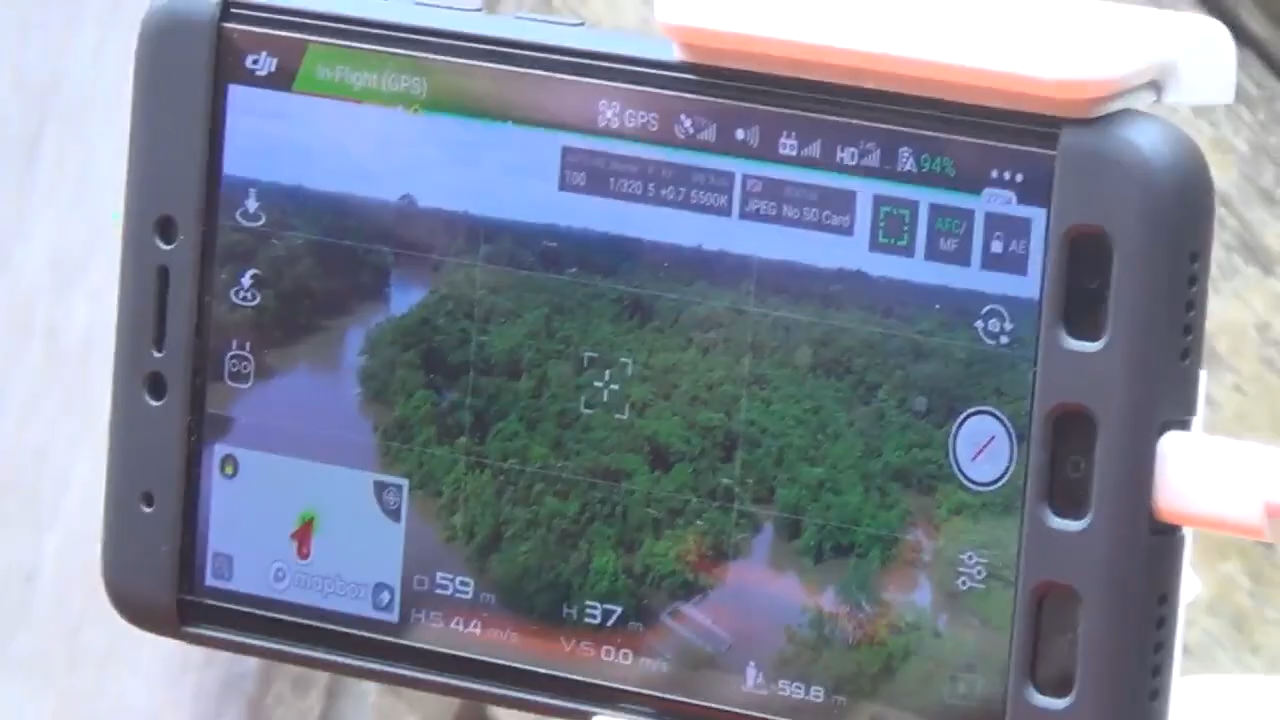 dji In-Flight (GPS)
GPS HD 94%
100 1/320 5 +0.7 5500K
JPEG No SD Card
AFC/
MF
AE
H
mapbox
D 59 m H 37 m
H.S 4.4 m/s V.S 0.0 m/s
59.8 m